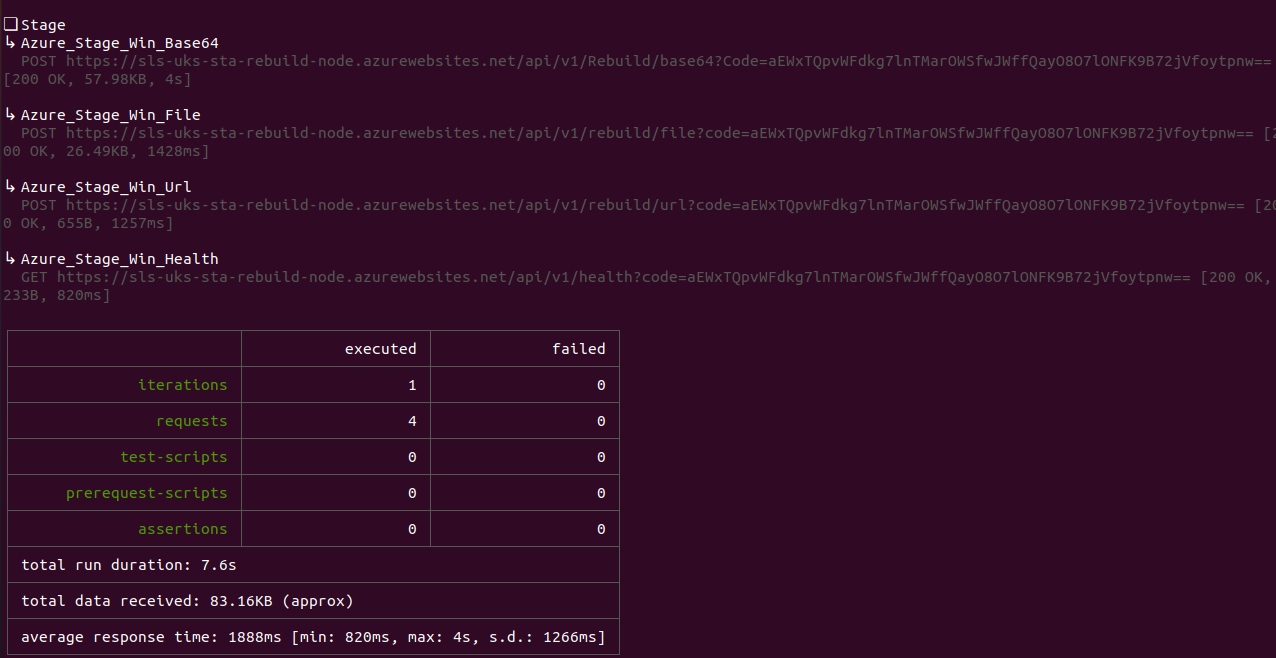 ❏ Stage
↳ Azure_Stage_Win_Base64
POST https://sls-uks-sta-rebuild-node.azurewebsites.net/api/v1/Rebuild/base64?Code=aEWxTQpvWFdkg7lnTMarOWSfwJWffQayO8O7lONFK9B72jVfoytpnw==
[200 OK, 57.98KB, 4s]
↳ Azure_Stage_Win_File
POST https://sls-uks-sta-rebuild-node.azurewebsites.net/api/v1/rebuild/file?code=aEWxTQpvWFdkg7lnTMarOWSfwJWffQayO8O7lONFK9B72jVfoytpnw== [2
00 OK, 26.49KB, 1428ms]
↳ Azure_Stage_Win_Url
POST https://sls-uks-sta-rebuild-node.azurewebsites.net/api/v1/rebuild/url?code=aEWxTQpvWFdkg7lnTMarOWSfwJWffQayO8O7lONFK9B72jVfoytpnw== [20
0 OK, 655B, 1257ms]
↳ Azure_Stage_Win_Health
GET https://sls-uks-sta-rebuild-node.azurewebsites.net/api/v1/health?code=aEWxTQpvWFdkg7lnTMarOWSfwJWffQayO8O7lONFK9B72jVfoytpnw== [200 OK,
233B, 820ms]
executed failed
iterations 1 0
requests 4 0
test-scripts 0 0
prerequest-scripts 0 0
assertions 0 0
total run duration: 7.6s
total data received: 83.16KB (approx)
average response time: 1888ms [min: 820ms, max: 4s, s.d.: 1266ms]